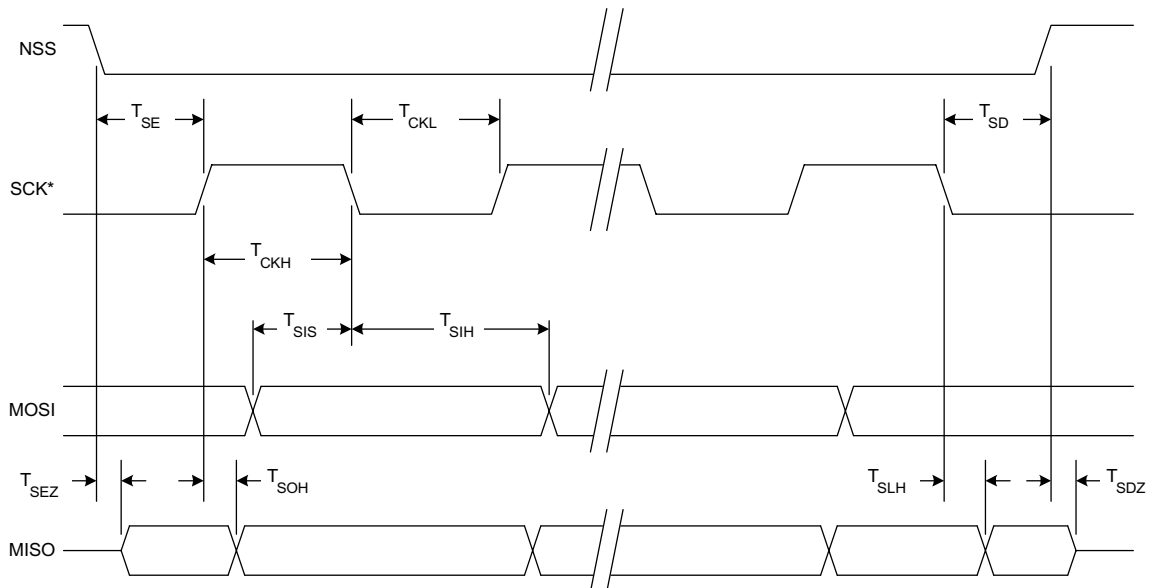 NSS
T_SE
T_CKL
T_SD
SCK*
T_CKH
T_SIS
T_SIH
MOSI
T_SEZ
T_SOH
T_SLH
T_SDZ
MISO